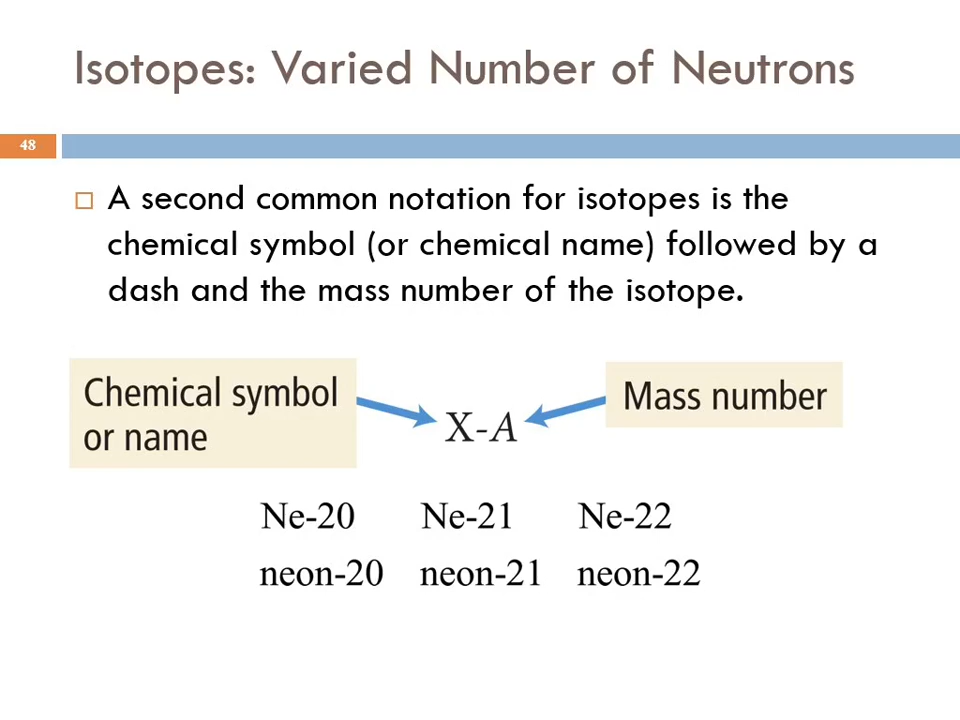 Isotopes: Varied Number of Neutrons
48
A second common notation for isotopes is the
chemical symbol (or chemical name) followed by a
dash and the mass number of the isotope.
Chemical symbol
or name
X-A
Mass number
Ne-20 Ne-21 Ne-22
neon-20 neon-21 neon-22